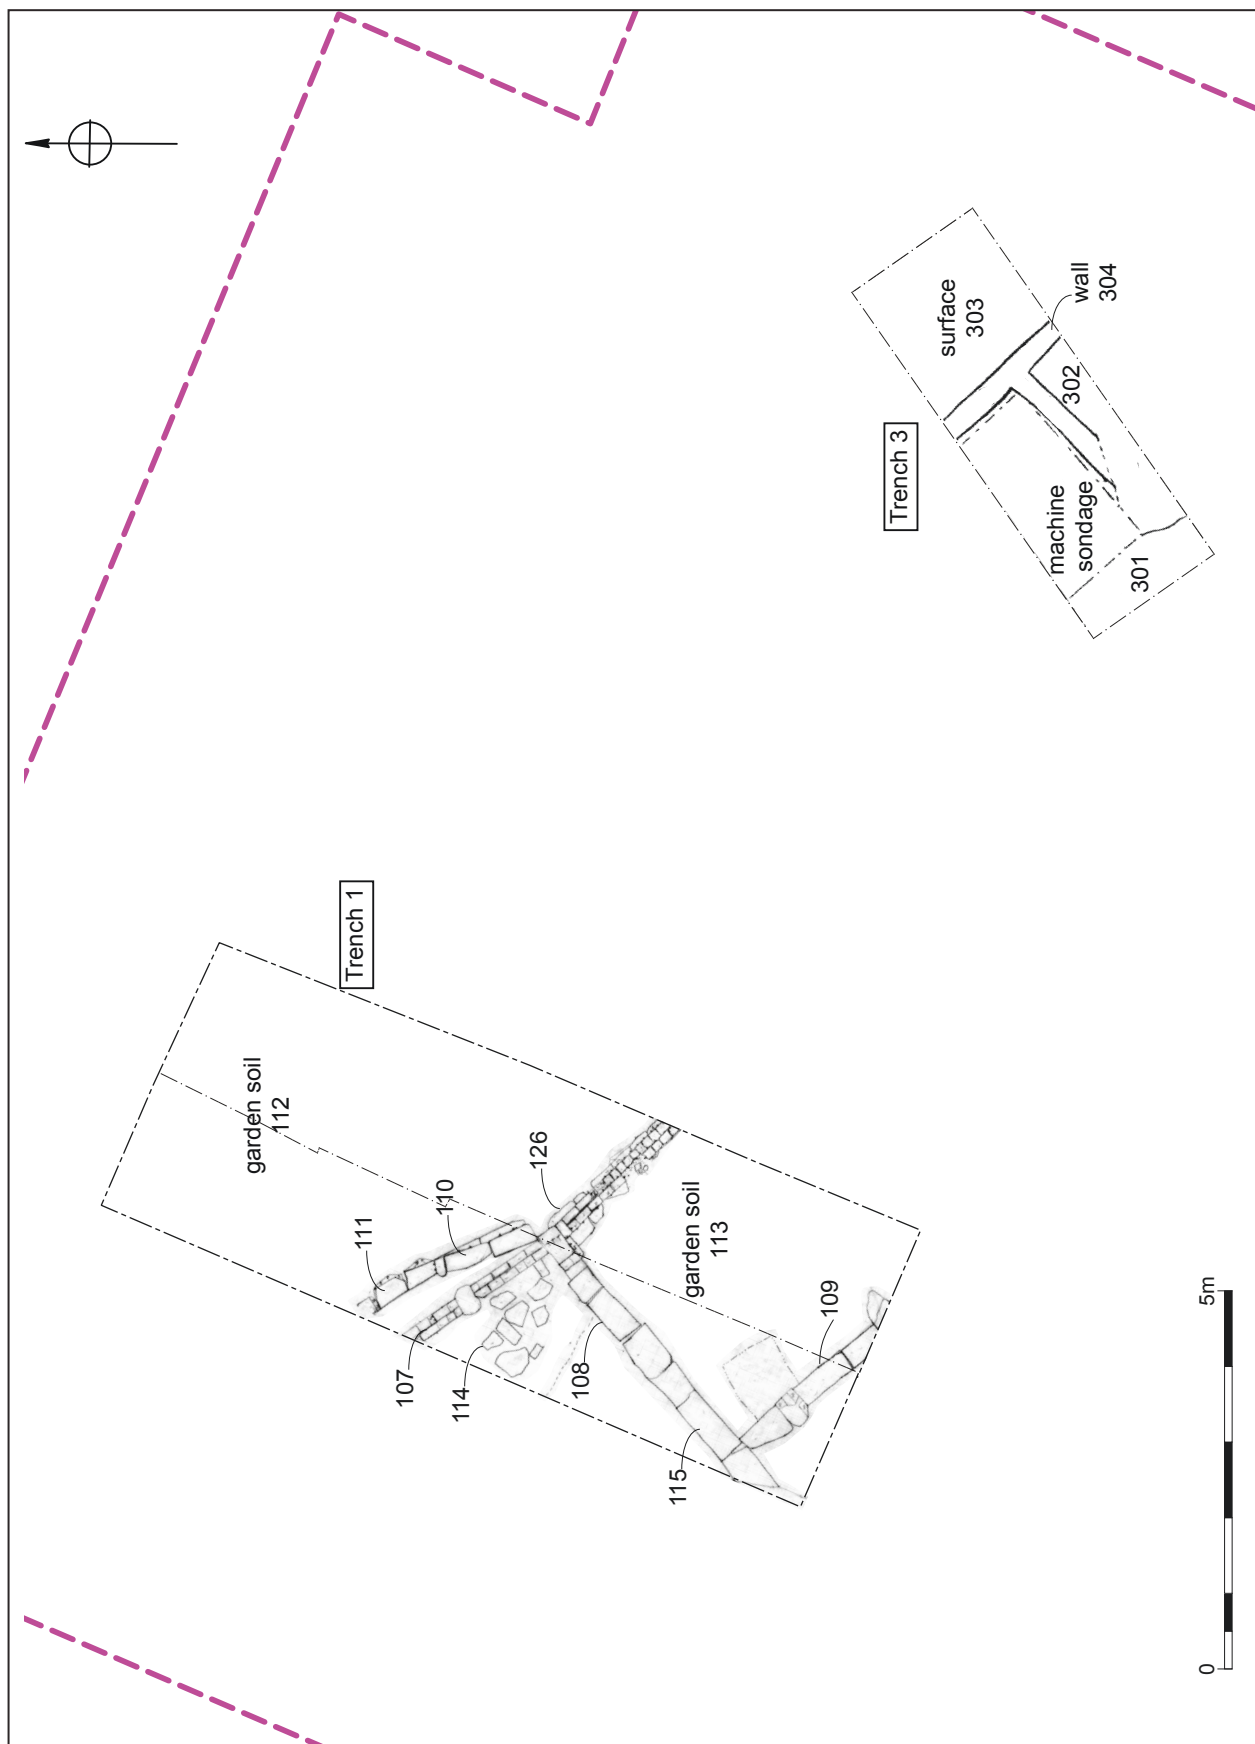 garden soil
112
Trench 1
111
107
110
114
126
108
115
garden soil
113
109
Trench 3
surface
303
machine
sondage
302
wall
304
301
0
5m